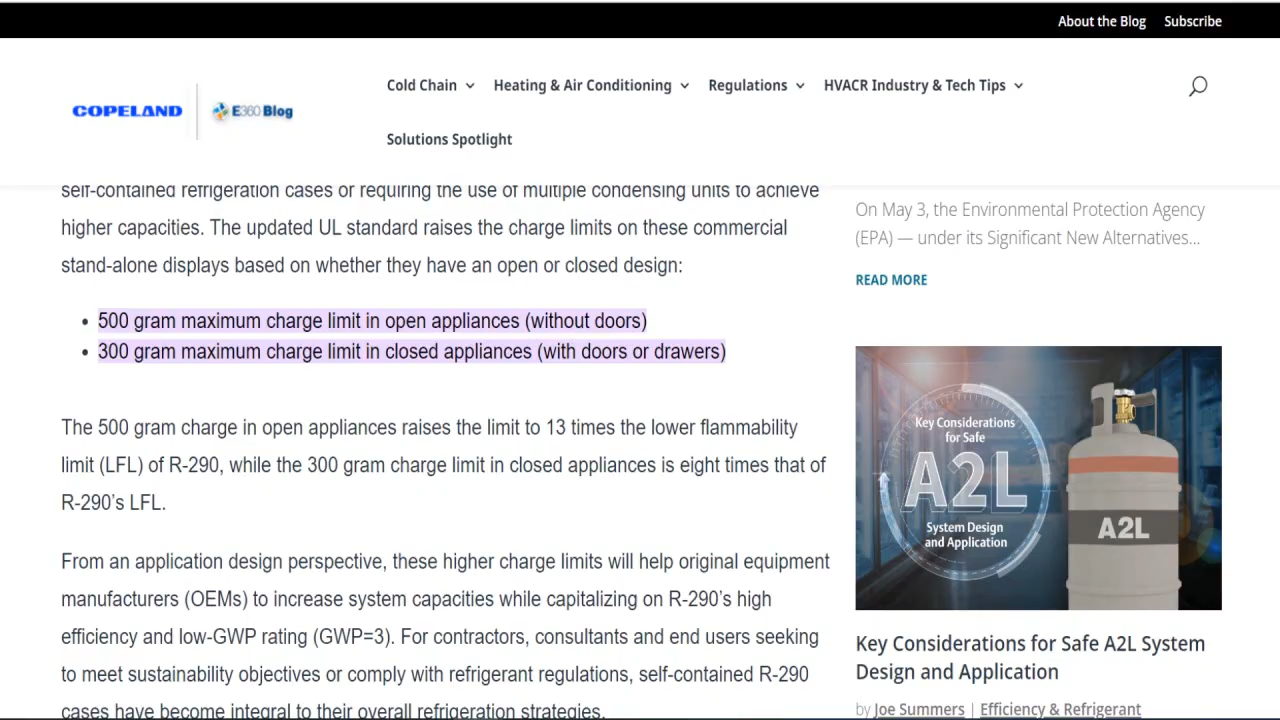 About the Blog Subscribe
COPELAND E360 Blog
Cold Chain Heating & Air Conditioning Regulations HVACR Industry & Tech Tips
Solutions Spotlight
self-contained refrigeration cases or requiring the use of multiple condensing units to achieve
higher capacities. The updated UL standard raises the charge limits on these commercial
stand-alone displays based on whether they have an open or closed design:
• 500 gram maximum charge limit in open appliances (without doors)
• 300 gram maximum charge limit in closed appliances (with doors or drawers)
The 500 gram charge in open appliances raises the limit to 13 times the lower flammability
limit (LFL) of R-290, while the 300 gram charge limit in closed appliances is eight times that of
R-290’s LFL.
From an application design perspective, these higher charge limits will help original equipment
manufacturers (OEMs) to increase system capacities while capitalizing on R-290’s high
efficiency and low-GWP rating (GWP=3). For contractors, consultants and end users seeking
to meet sustainability objectives or comply with refrigerant regulations, self-contained R-290
cases have become integral to their overall refrigeration strategies.
On May 3, the Environmental Protection Agency
(EPA) — under its Significant New Alternatives...
READ MORE
Key Considerations
for Safe
A2L
System Design
and Application
A2L
Key Considerations for Safe A2L System
Design and Application
by Joe Summers | Efficiency & Refrigerant